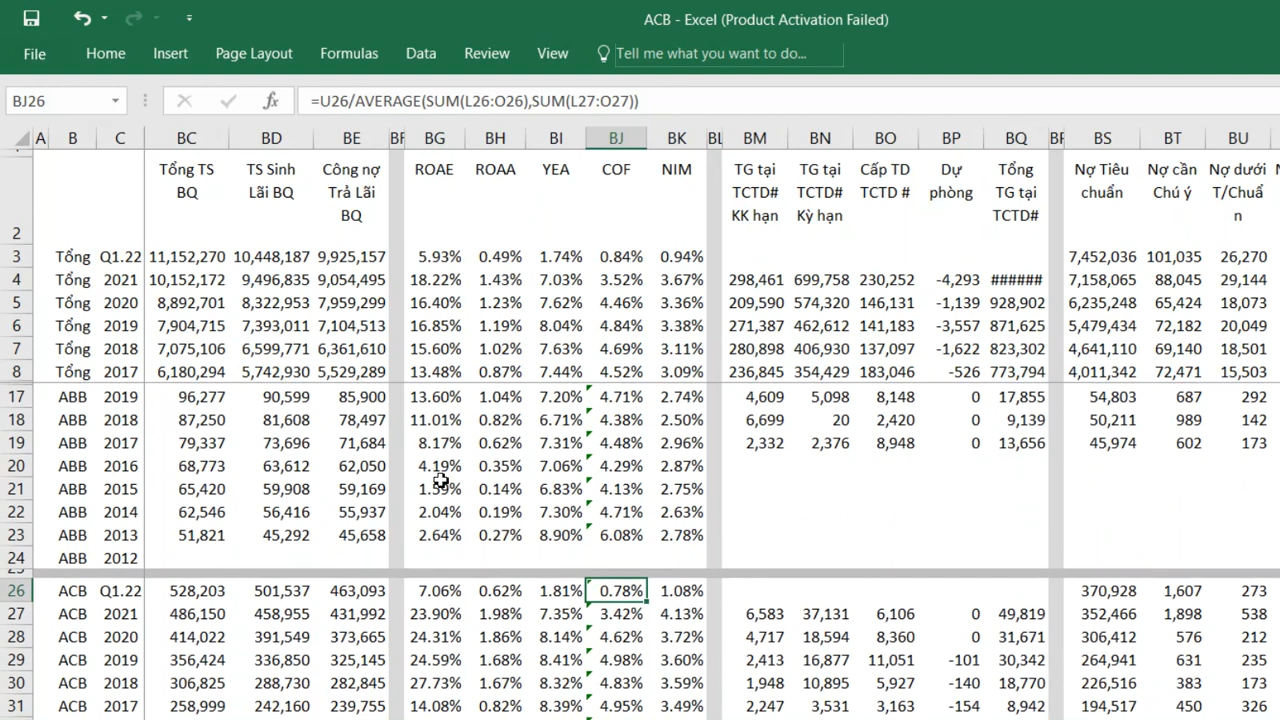 ACB - Excel (Product Activation Failed)
File Home Insert Page Layout Formulas Data Review View Tell me what you want to do...
BJ26 fx =U26/AVERAGE(SUM(L26:O26),SUM(L27:O27))
A B C BC BD BE BF BG BH BI BJ BK BL BM BN BO BP BQ BR BS BT BU
Tổng TS TS Sinh Công nợ ROAE ROAA YEA COF NIM TG tại TG tại Cấp TD Dự Tổng Nợ Tiêu Nợ cần Nợ dưới
BQ Lãi BQ Trả Lãi TCTD# TCTD# TCTD # phòng TG tại chuẩn Chú ý T/Chuẩ
2 BQ KK hạn Kỳ hạn TCTD# n
3 Tổng Q1.22 11,152,270 10,448,187 9,925,157 5.93% 0.49% 1.74% 0.84% 0.94% 7,452,036 101,035 26,270
4 Tổng 2021 10,152,172 9,496,835 9,054,495 18.22% 1.43% 7.03% 3.52% 3.67% 298,461 699,758 230,252 -4,293 ###### 7,158,065 88,045 29,144
5 Tổng 2020 8,892,701 8,322,953 7,959,299 16.40% 1.23% 7.62% 4.46% 3.36% 209,590 574,320 146,131 -1,139 928,902 6,235,248 65,424 18,073
6 Tổng 2019 7,904,715 7,393,011 7,104,513 16.85% 1.19% 8.04% 4.84% 3.38% 271,387 462,612 141,183 -3,557 871,625 5,479,434 72,182 20,049
7 Tổng 2018 7,075,106 6,599,771 6,361,610 15.60% 1.02% 7.63% 4.69% 3.11% 280,898 406,930 137,097 -1,622 823,302 4,641,110 69,140 18,501
8 Tổng 2017 6,180,294 5,742,930 5,529,289 13.48% 0.87% 7.44% 4.52% 3.09% 236,845 354,429 183,046 -526 773,794 4,011,342 72,471 15,503
17 ABB 2019 96,277 90,599 85,900 13.60% 1.04% 7.20% 4.71% 2.74% 4,609 5,098 8,148 0 17,855 54,803 687 292
18 ABB 2018 87,250 81,608 78,497 11.01% 0.82% 6.71% 4.38% 2.50% 6,699 20 2,420 0 9,139 50,211 989 142
19 ABB 2017 79,337 73,696 71,684 8.17% 0.62% 7.31% 4.48% 2.96% 2,332 2,376 8,948 0 13,656 45,974 602 173
20 ABB 2016 68,773 63,612 62,050 4.19% 0.35% 7.06% 4.29% 2.87%
21 ABB 2015 65,420 59,908 59,169 0.14% 6.83% 4.13% 2.75%
22 ABB 2014 62,546 56,416 55,937 2.04% 0.19% 7.30% 4.71% 2.63%
23 ABB 2013 51,821 45,292 45,658 2.64% 0.27% 8.90% 6.08% 2.78%
24 ABB 2012
26 ACB Q1.22 528,203 501,537 463,093 7.06% 0.62% 1.81% 0.78% 1.08% 370,928 1,607 273
27 ACB 2021 486,150 458,955 431,992 23.90% 1.98% 7.35% 3.42% 4.13% 6,583 37,131 6,106 0 49,819 352,466 1,898 538
28 ACB 2020 414,022 391,549 373,665 24.31% 1.86% 8.14% 4.62% 3.72% 4,717 18,594 8,360 0 31,671 306,412 576 212
29 ACB 2019 356,424 336,850 325,145 24.59% 1.68% 8.41% 4.98% 3.60% 2,413 16,877 11,051 -101 30,342 264,941 631 235
30 ACB 2018 306,825 288,730 282,845 27.73% 1.67% 8.32% 4.83% 3.59% 1,948 10,895 5,927 -140 18,770 226,516 383 173
31 ACB 2017 258,999 242,160 239,755 14.08% 0.82% 8.39% 4.95% 3.49% 2,247 3,531 3,163 -154 8,942 194,513 450 326